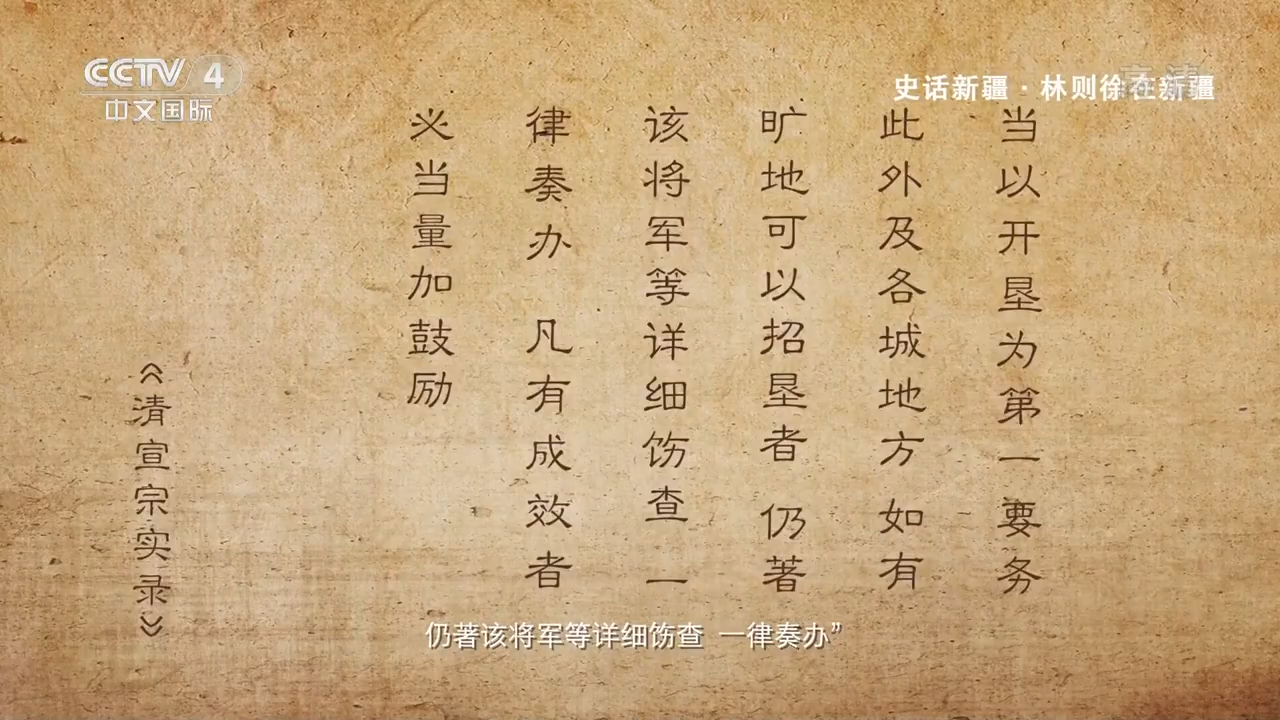 CCTV 4
中文国际
高清
史话新疆·林则徐在新疆
当以开垦为第一要务
此外及各城地方 如有
旷地可以招垦者 仍著
该将军等详细饬查 一
律奏办 凡有成效者
必当量加鼓励
《清宣宗实录》
仍著该将军等详细饬查 一律奏办”